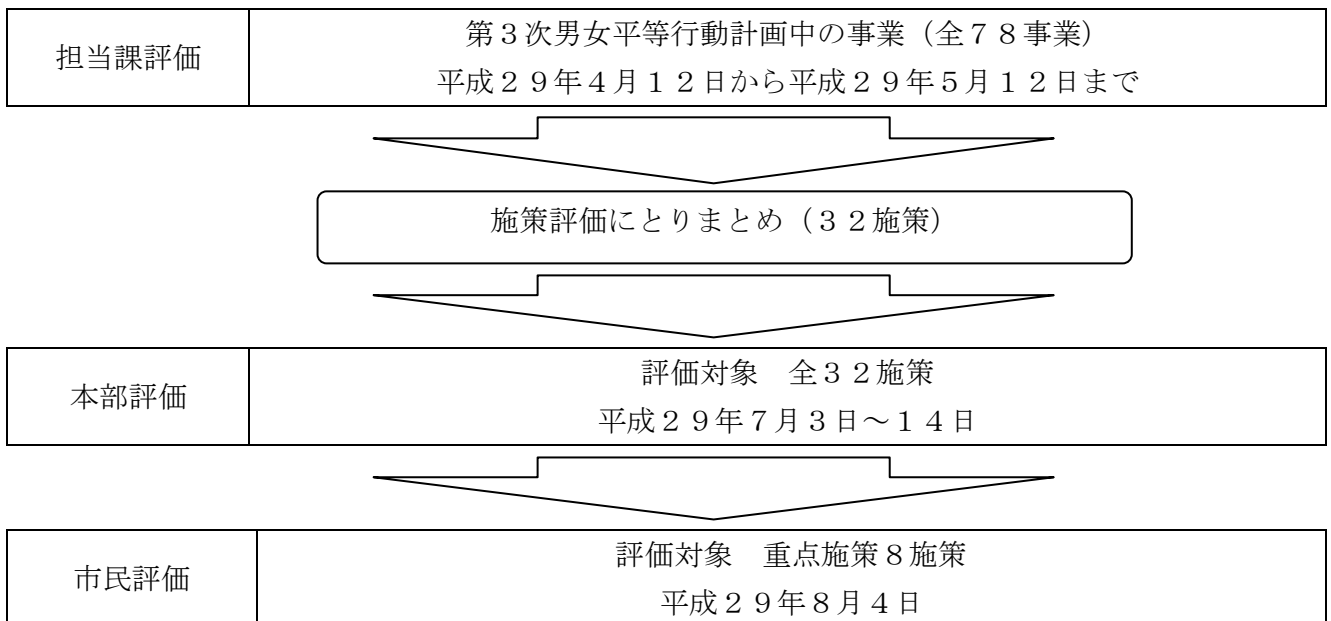 担当課評価
第３次男女平等行動計画中の事業（全７８事業）
平成２９年４月１２日から平成２９年５月１２日まで
施策評価にとりまとめ（３２施策）
本部評価
評価対象　全３２施策
平成２９年７月３日～１４日
市民評価
評価対象　重点施策８施策
平成２９年８月４日